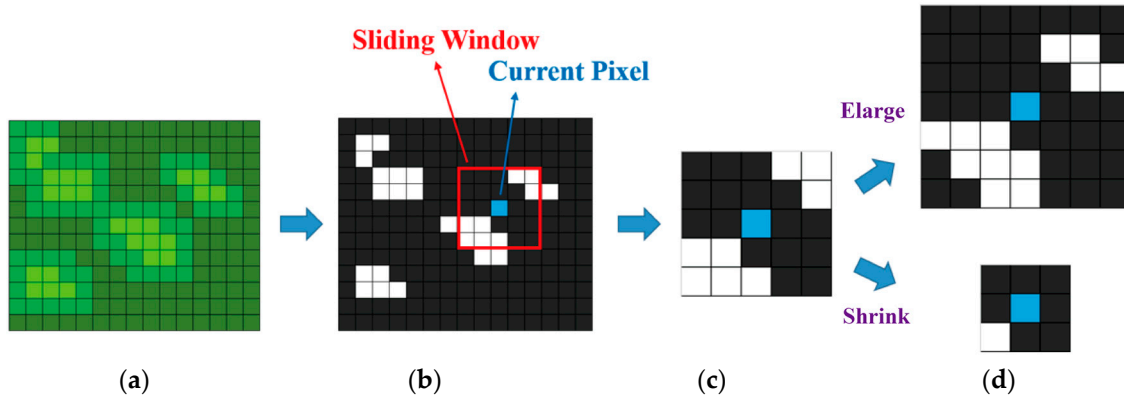 Sliding Window
Current Pixel
Elarge
Shrink
(a)
(b)
(c)
(d)